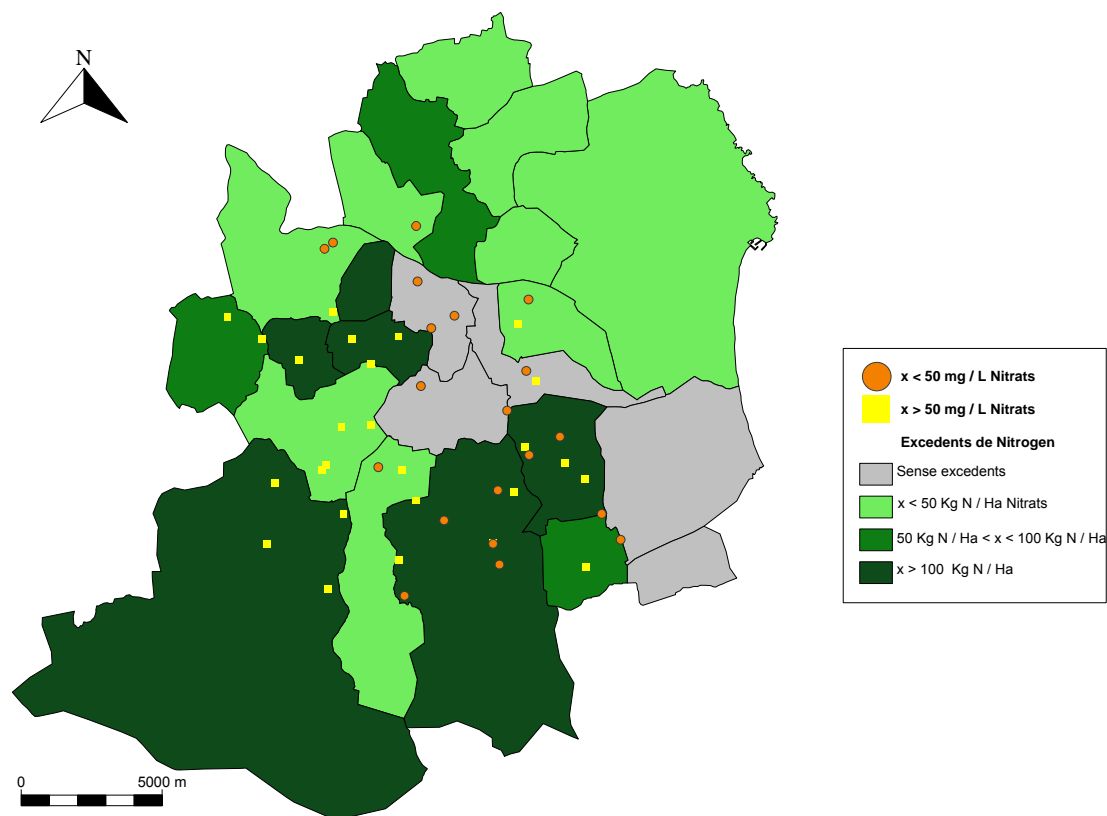 N
x < 50 mg / L Nitrats
x > 50 mg / L Nitrats
Excedents de Nitrogen
Sense excedents
x < 50 Kg N / Ha Nitrats
50 Kg N / Ha < x < 100 Kg N / Ha
x > 100 Kg N / Ha
0 5000 m